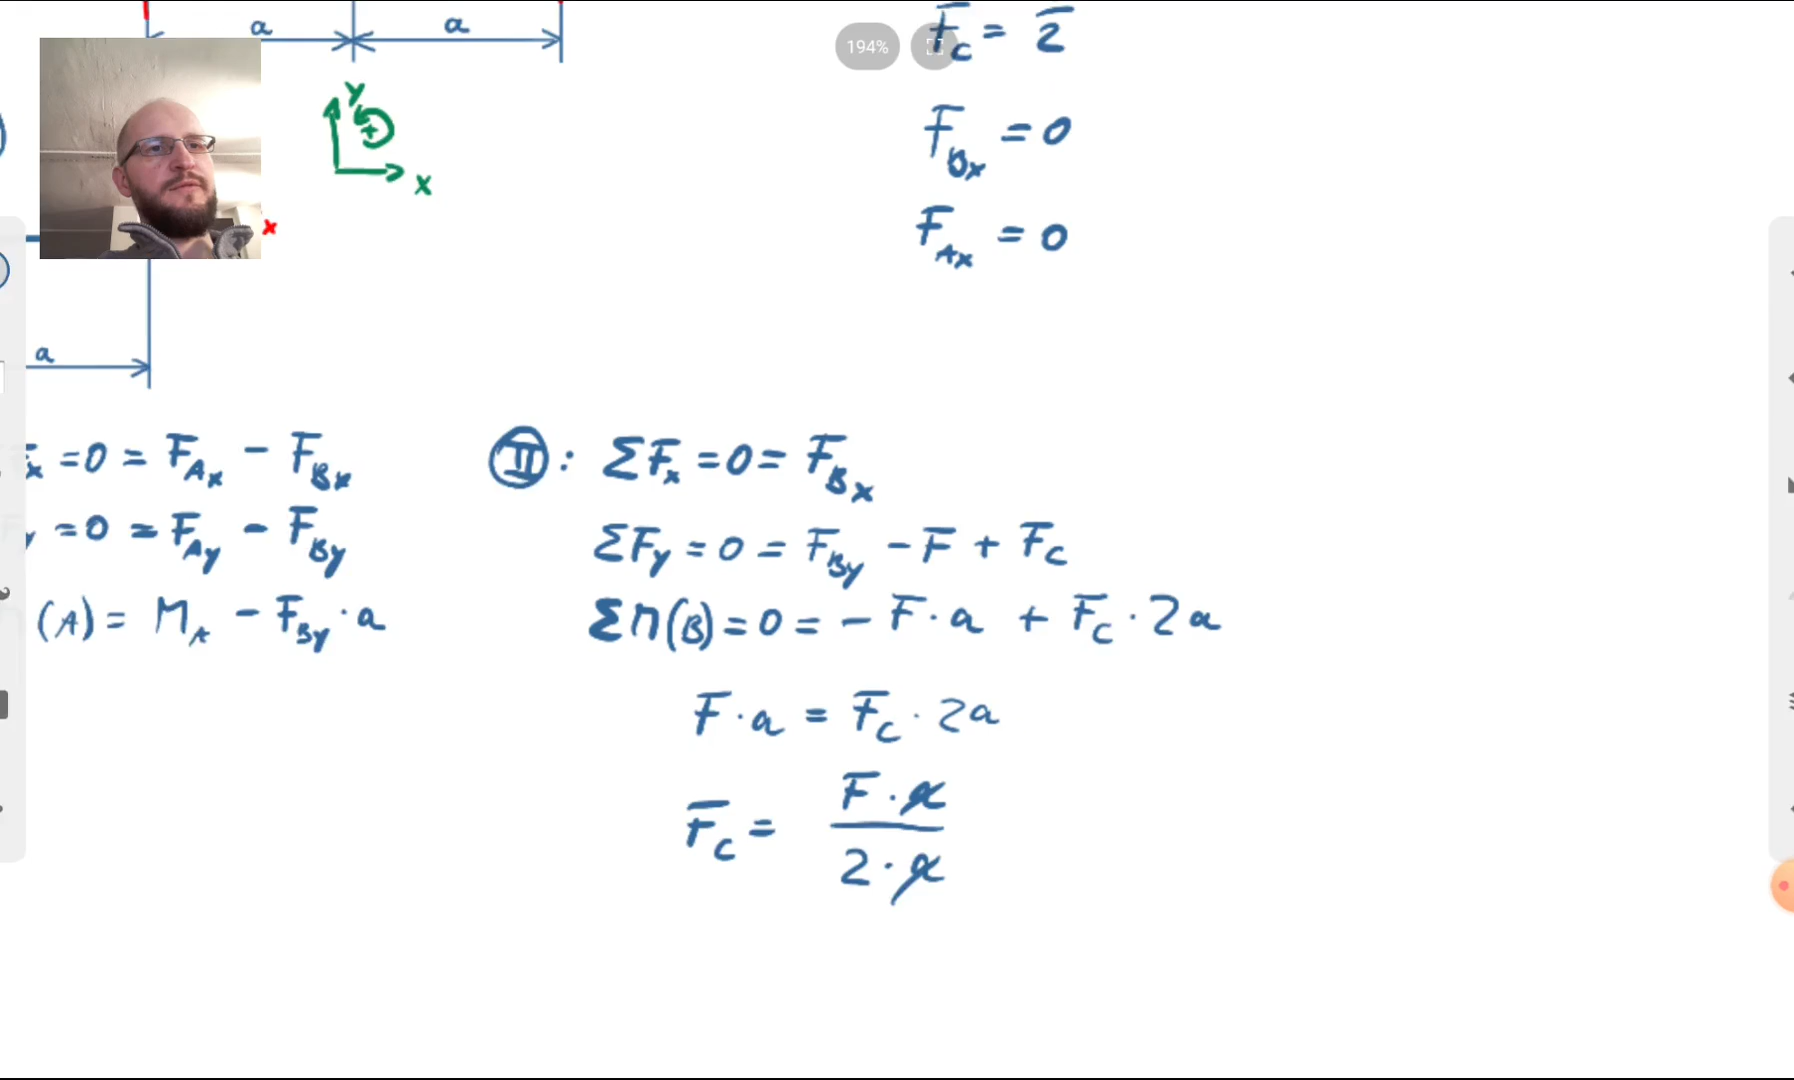 a a
194%
F_C = 2
F_Bx = 0
F_Ax = 0
y
+
x
x
a
x = 0 = F_Ax - F_Bx
y = 0 = F_Ay - F_By
(A) = M_A - F_By · a
II : ΣF_x = 0 = F_Bx
ΣF_y = 0 = F_By - F + F_C
ΣM(B) = 0 = - F · a + F_C · 2a
F · a = F_C · 2a
F_C = F · a
2 · a